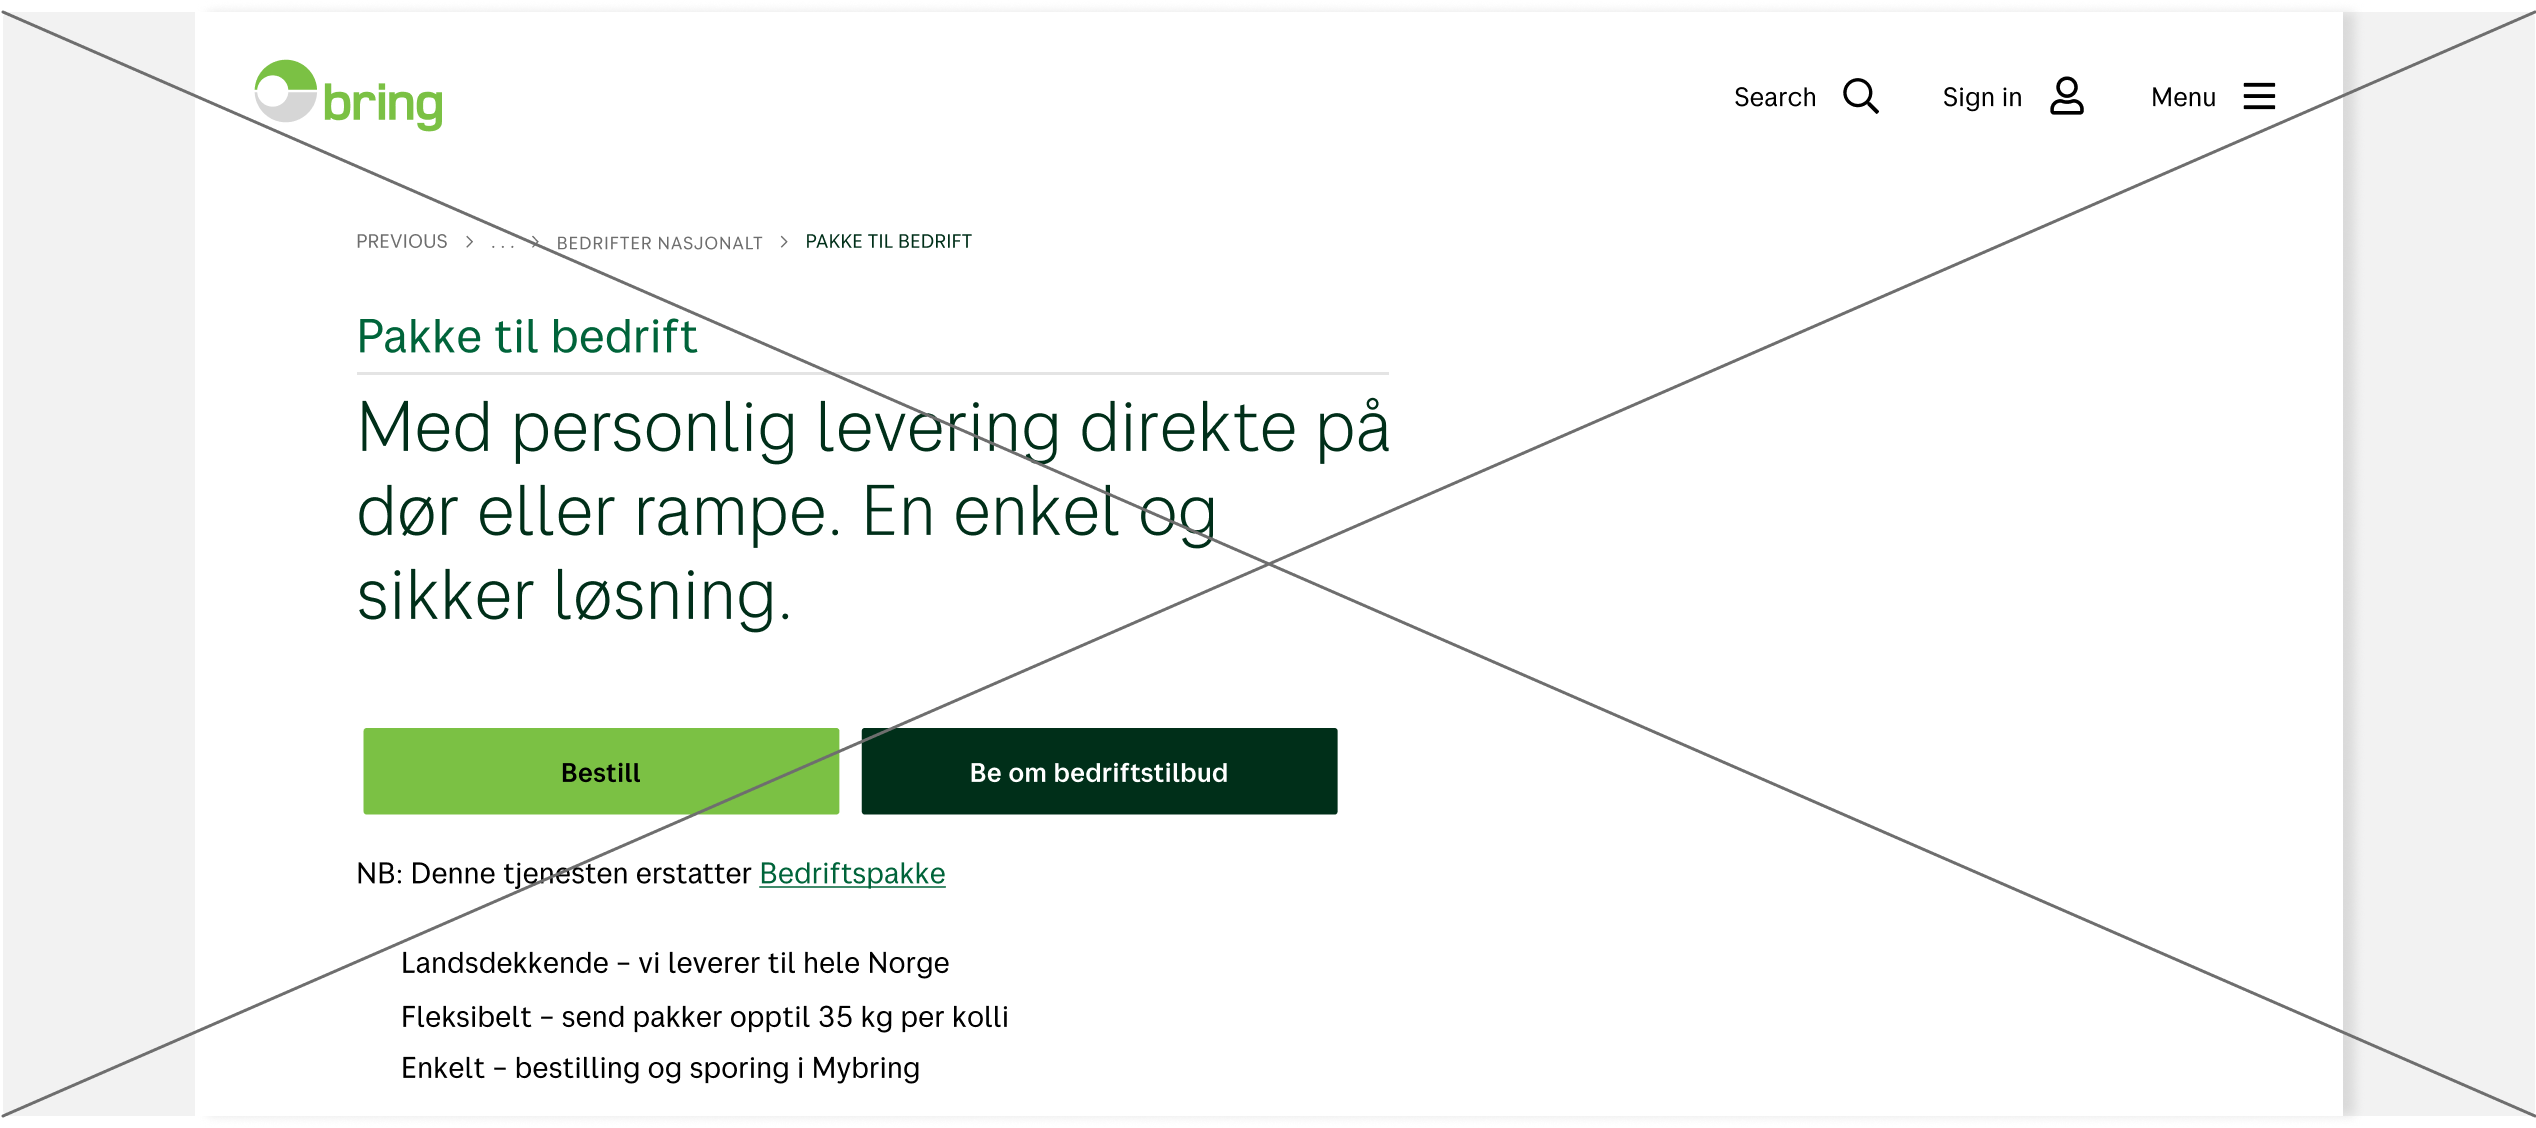 bring
Search Sign in Menu
PREVIOUS > ... > BEDRIFTER NASJONALT > PAKKE TIL BEDRIFT
Pakke til bedrift
Med personlig levering direkte på
dør eller rampe. En enkel og
sikker løsning.
Bestill Be om bedriftstilbud
NB: Denne tjenesten erstatter Bedriftspakke
Landsdekkende – vi leverer til hele Norge
Fleksibelt – send pakker opptil 35 kg per kolli
Enkelt – bestilling og sporing i Mybring